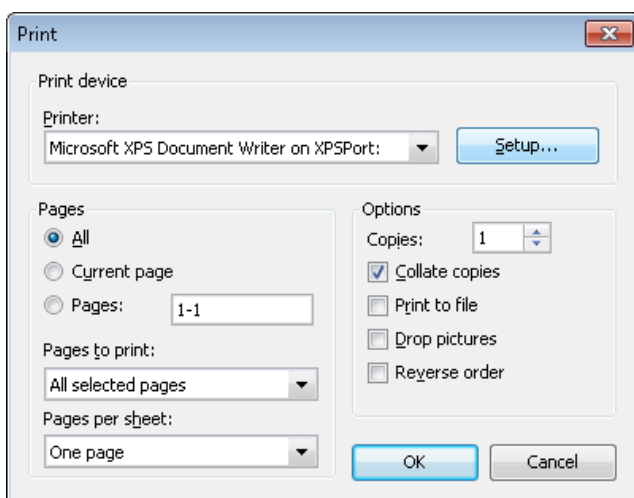 Print
Print device
Printer:
Microsoft XPS Document Writer on XPSPort:
Setup...
Pages
All
Current page
Pages: 1-1
Pages to print:
All selected pages
Pages per sheet:
One page
Options
Copies: 1
Collate copies
Print to file
Drop pictures
Reverse order
OK
Cancel